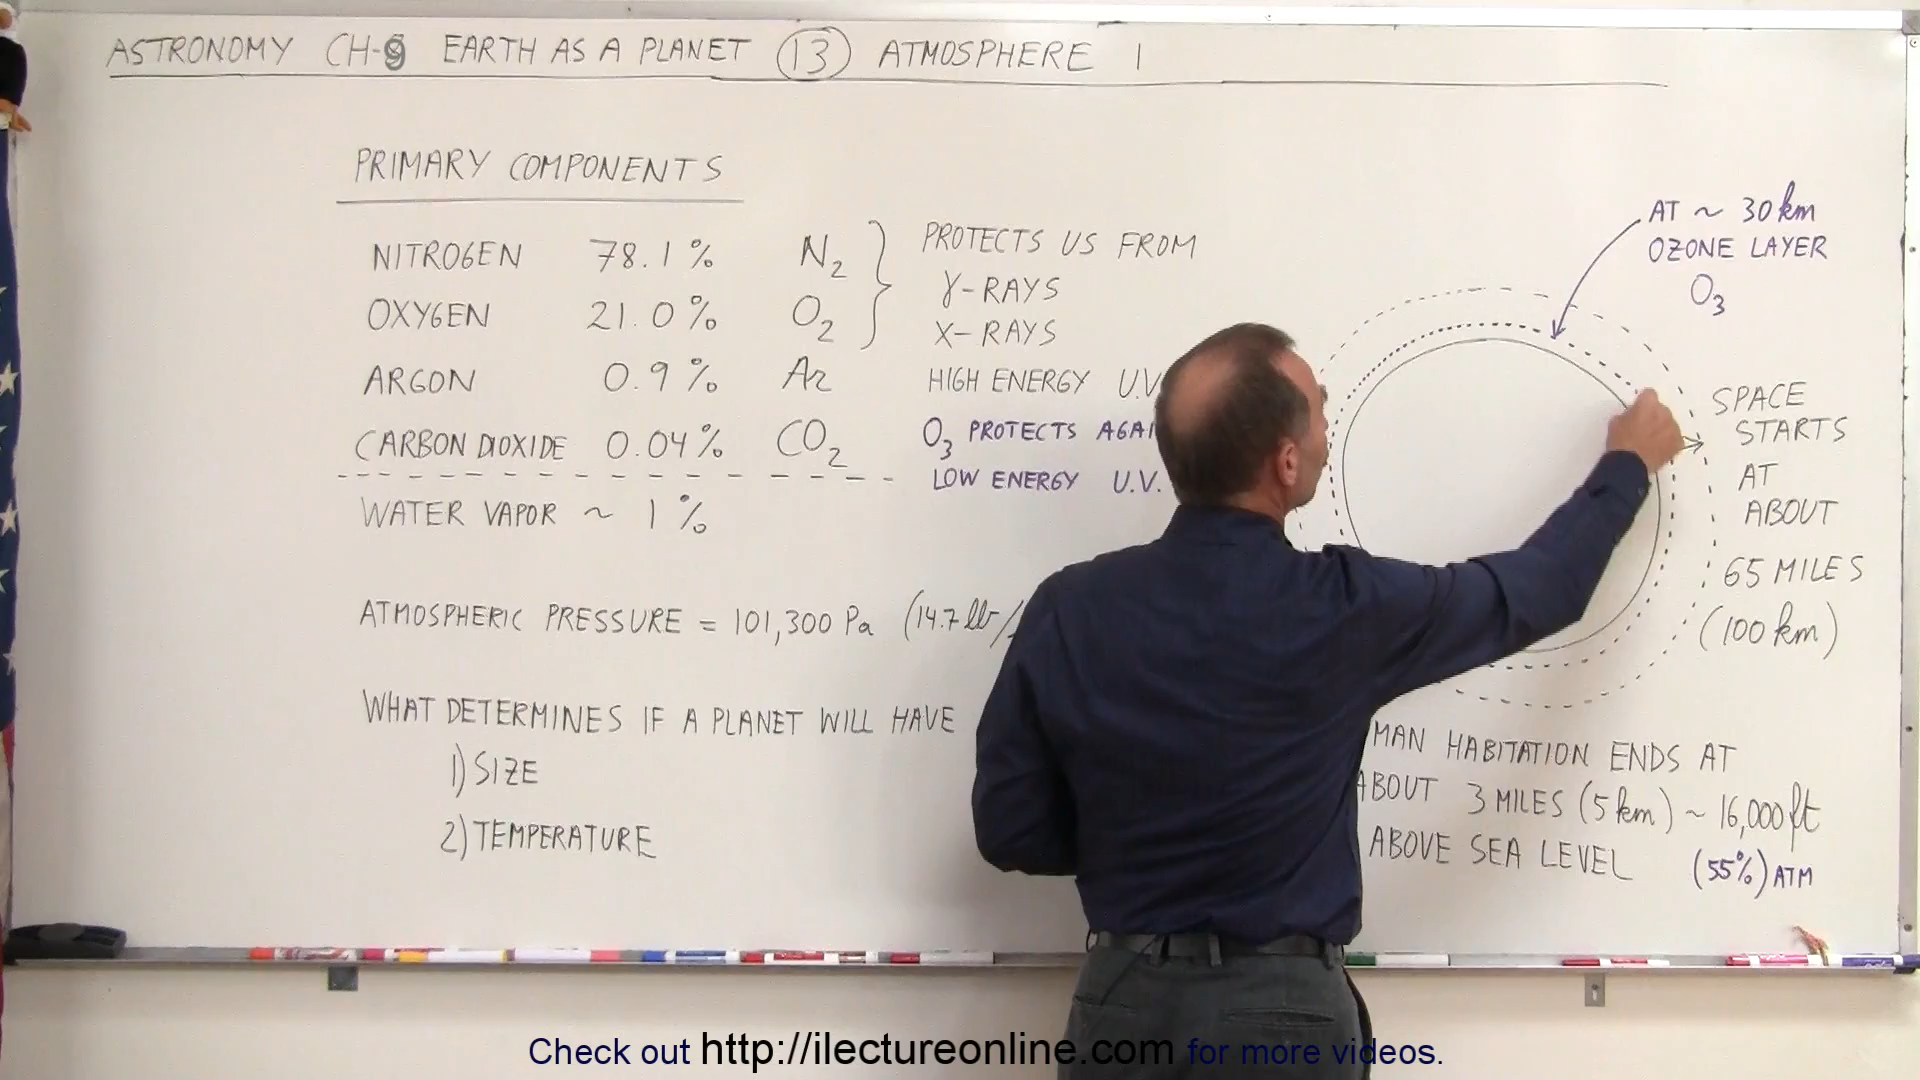 ASTRONOMY CH-9 EARTH AS A PLANET 13 ATMOSPHERE 1
PRIMARY COMPONENTS
NITROGEN 78.1% N2
OXYGEN 21.0% O2
ARGON 0.9% Ar
CARBON DIOXIDE 0.04% CO2
WATER VAPOR ~ 1%
PROTECTS US FROM
γ-RAYS
X-RAYS
HIGH ENERGY U.V.
O3 PROTECTS
LOW ENERGY U.V.
ATMOSPHERIC PRESSURE = 101,300 Pa (14.7 lb/
WHAT DETERMINES IF A PLANET WILL HAVE
1) SIZE
2) TEMPERATURE
AT ~ 30 km
OZONE LAYER
O3
SPACE
STARTS
AT
ABOUT
65 MILES
(100 km)
HABITATION ENDS AT
ABOUT 3 MILES (5 km) ~ 16,000 ft
ABOVE SEA LEVEL (55%) ATM
Check out http://ilectureonline.com for more videos.